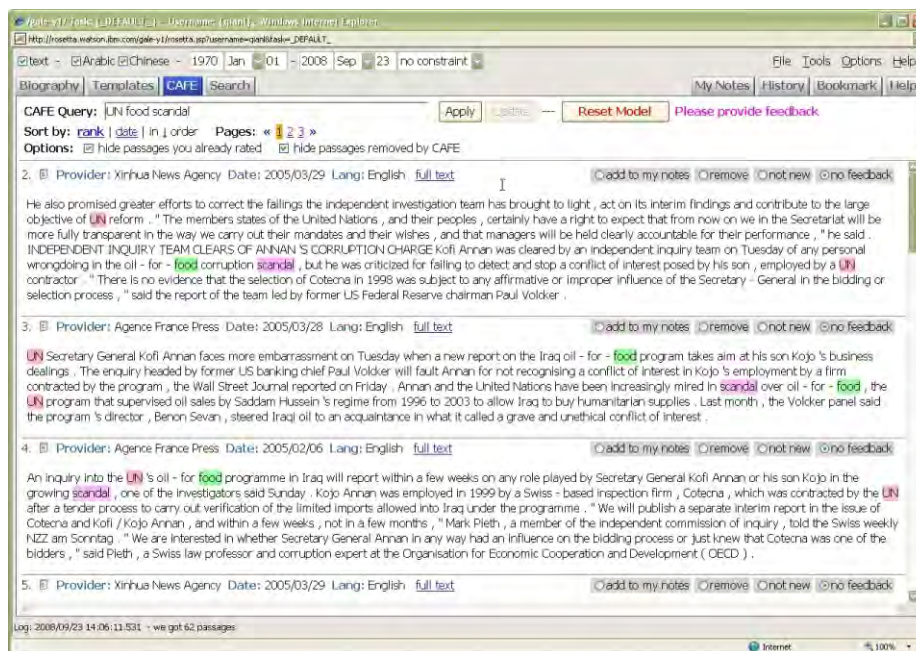 /gale-y1/ Task: [_DEFAULT_] - Username: [qianl], - Windows Internet Explorer
http://rosetta.watson.ibm.com/gale-y1/rosetta.jsp?username=qianl&task=_DEFAULT_
text - Arabic Chinese - 1970 Jan 01 - 2008 Sep 23 no constraint File Tools Options Help
Biography Templates CAFE Search My Notes History Bookmark Help
CAFE Query: UN food scandal Apply Update --- Reset Model Please provide feedback
Sort by: rank | date | in ↓ order Pages: « 1 2 3 »
Options: hide passages you already rated hide passages removed by CAFE
2. Provider: Xinhua News Agency Date: 2005/03/29 Lang: English full text add to my notes remove not new no feedback
He also promised greater efforts to correct the failings the independent investigation team has brought to light , act on its interim findings and contribute to the large
objective of UN reform . " The members states of the United Nations , and their peoples , certainly have a right to expect that from now on we in the Secretariat will be
more fully transparent in the way we carry out their mandates and their wishes , and that managers will be held clearly accountable for their performance , " he said .
INDEPENDENT INQUIRY TEAM CLEARS OF ANNAN 'S CORRUPTION CHARGE Kofi Annan was cleared by an independent inquiry team on Tuesday of any personal
wrongdoing in the oil - for - food corruption scandal , but he was criticized for failing to detect and stop a conflict of interest posed by his son , employed by a UN
contractor . " There is no evidence that the selection of Cotecna in 1998 was subject to any affirmative or improper influence of the Secretary - General in the bidding or
selection process , " said the report of the team led by former US Federal Reserve chairman Paul Volcker .
3. Provider: Agence France Press Date: 2005/03/28 Lang: English full text add to my notes remove not new no feedback
UN Secretary General Kofi Annan faces more embarrassment on Tuesday when a new report on the Iraq oil - for - food program takes aim at his son Kojo 's business
dealings . The enquiry headed by former US banking chief Paul Volcker will fault Annan for not recognising a conflict of interest in Kojo 's employment by a firm
contracted by the program , the Wall Street Journal reported on Friday . Annan and the United Nations have been increasingly mired in scandal over oil - for - food , the
UN program that supervised oil sales by Saddam Hussein 's regime from 1996 to 2003 to allow Iraq to buy humanitarian supplies . Last month , the Volcker panel said
the program 's director , Benon Sevan , steered Iraqi oil to an acquaintance in what it called a grave and unethical conflict of interest .
4. Provider: Agence France Press Date: 2005/02/06 Lang: English full text add to my notes remove not new no feedback
An inquiry into the UN 's oil - for food programme in Iraq will report within a few weeks on any role played by Secretary General Kofi Annan or his son Kojo in the
growing scandal , one of the investigators said Sunday . Kojo Annan was employed in 1999 by a Swiss - based inspection firm , Cotecna , which was contracted by the UN
after a tender process to carry out verification of the limited imports allowed into Iraq under the programme . " We will publish a separate interim report in the issue of
Cotecna and Kofi / Kojo Annan , and within a few weeks , not in a few months , " Mark Pieth , a member of the independent commission of inquiry , told the Swiss weekly
NZZ am Sonntag . " We are interested in whether Secretary General Annan in any way had an influence on the bidding process or just knew that Cotecna was one of the
bidders , " said Pieth , a Swiss law professor and corruption expert at the Organisation for Economic Cooperation and Development ( OECD ) .
5. Provider: Xinhua News Agency Date: 2005/03/29 Lang: English full text add to my notes remove not new no feedback
Log: 2008/09/23 14:06:11.531 - we got 62 passages
Internet 100%